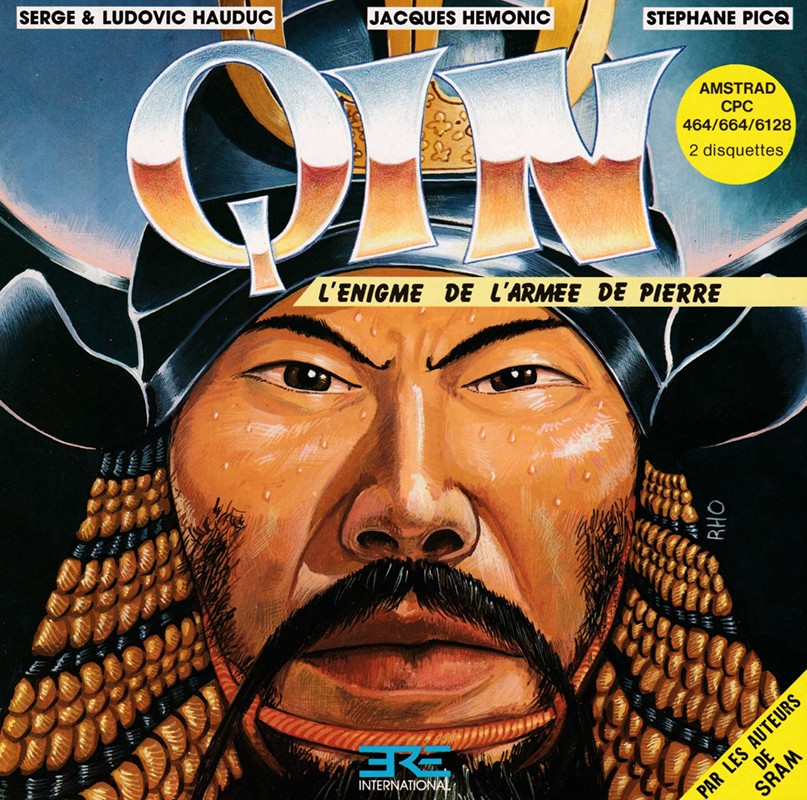 SERGE & LUDOVIC HAUDUC
JACQUES HEMONIC
STEPHANE PICQ
QIN
AMSTRAD
CPC
464/664/6128
2 disquettes
L'ENIGME DE L'ARMEE DE PIERRE
RHO
ERE
INTERNATIONAL
PAR LES AUTEURS
DE
SRAM